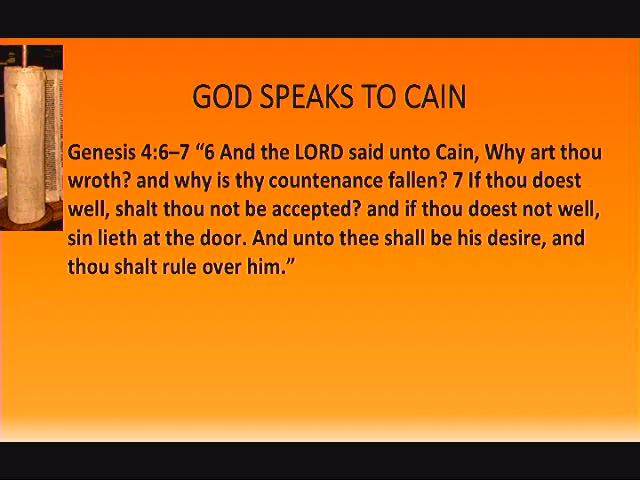 GOD SPEAKS TO CAIN
Genesis 4:6–7 “6 And the LORD said unto Cain, Why art thou
wroth? and why is thy countenance fallen? 7 If thou doest
well, shalt thou not be accepted? and if thou doest not well,
sin lieth at the door. And unto thee shall be his desire, and
thou shalt rule over him.”